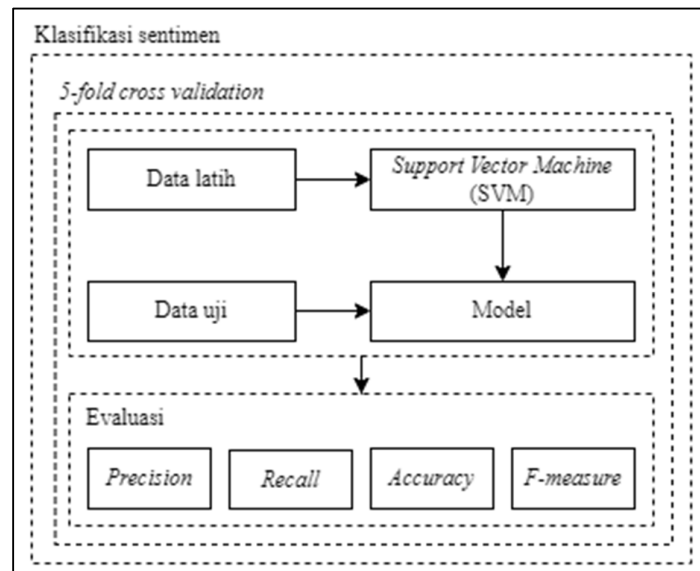 Klasifikasi sentimen
5-fold cross validation
Data latih
Support Vector Machine
(SVM)
Data uji
Model
Evaluasi
Precision
Recall
Accuracy
F-measure